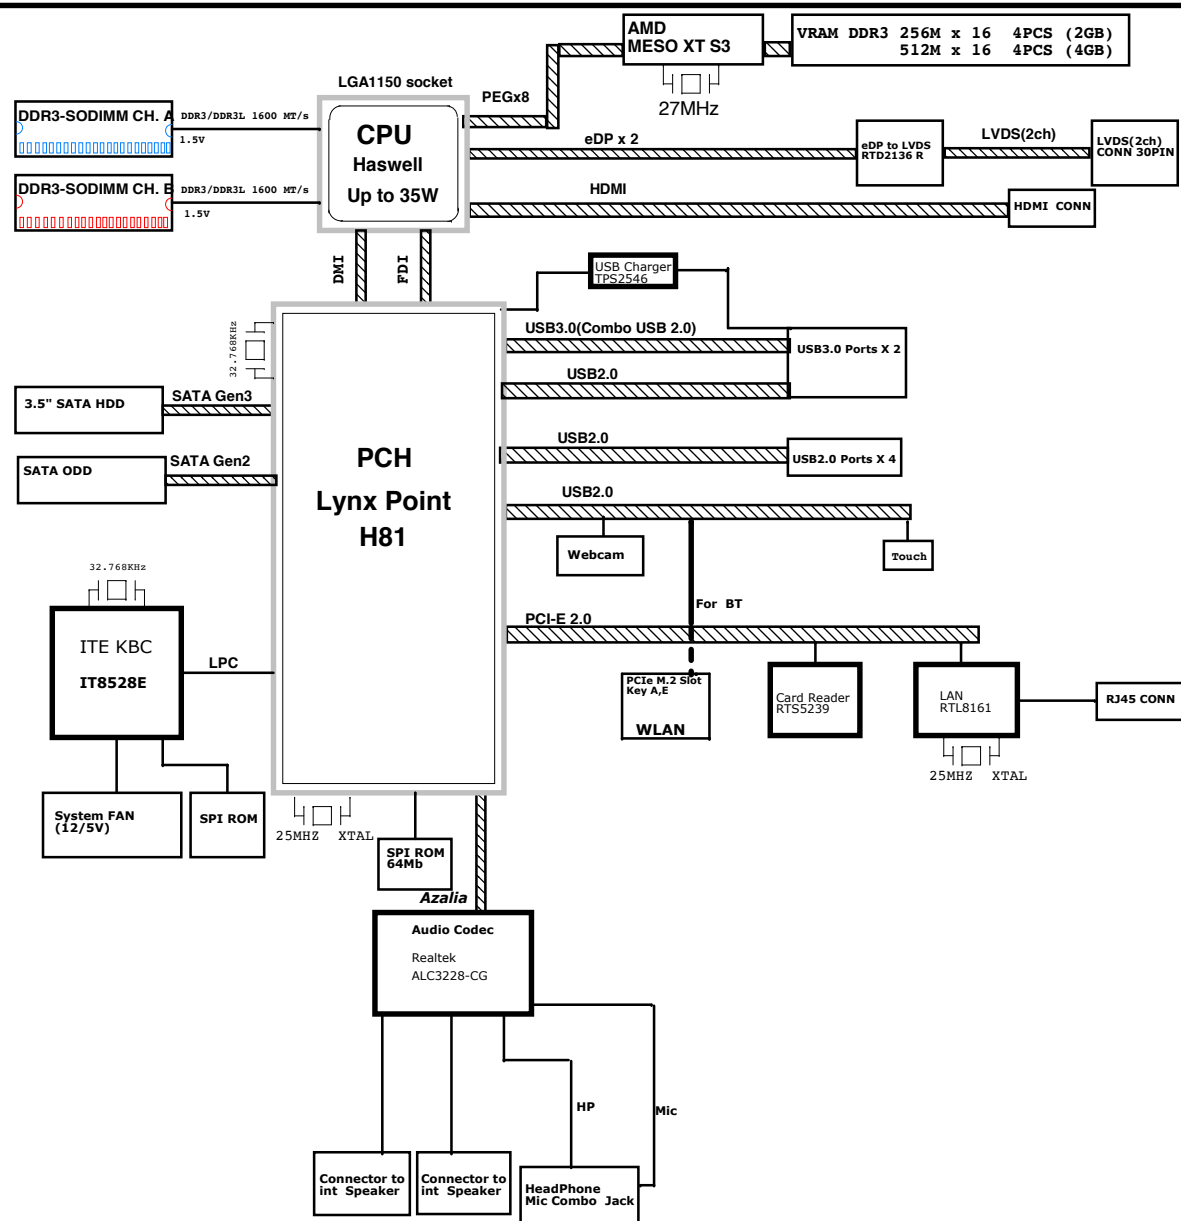 AMD
MESO XT S3
VRAM DDR3 256M x 16 4PCS (2GB)
512M x 16 4PCS (4GB)
27MHz
LGA1150 socket
PEGx8
DDR3-SODIMM CH. A
DDR3/DDR3L 1600 MT/s
1.5V
CPU
Haswell
Up to 35W
eDP x 2
eDP to LVDS
RTD2136 R
LVDS(2ch)
LVDS(2ch)
CONN 30PIN
DDR3-SODIMM CH. B
DDR3/DDR3L 1600 MT/s
1.5V
HDMI
HDMI CONN
DMI
FDI
USB Charger
TPS2546
32.768KHz
USB3.0(Combo USB 2.0)
USB3.0 Ports X 2
USB2.0
3.5" SATA HDD
SATA Gen3
SATA ODD
SATA Gen2
PCH
Lynx Point
H81
USB2.0
USB2.0 Ports X 4
USB2.0
Webcam
Touch
32.768KHz
For BT
PCI-E 2.0
ITE KBC
IT8528E
LPC
PCIe M.2 Slot
Key A,E
WLAN
Card Reader
RTS5239
LAN
RTL8161
RJ45 CONN
25MHZ XTAL
System FAN
(12/5V)
SPI ROM
25MHZ XTAL
SPI ROM
64Mb
Azalia
Audio Codec
Realtek
ALC3228-CG
HP
Mic
Connector to
int Speaker
Connector to
int Speaker
HeadPhone
Mic Combo Jack